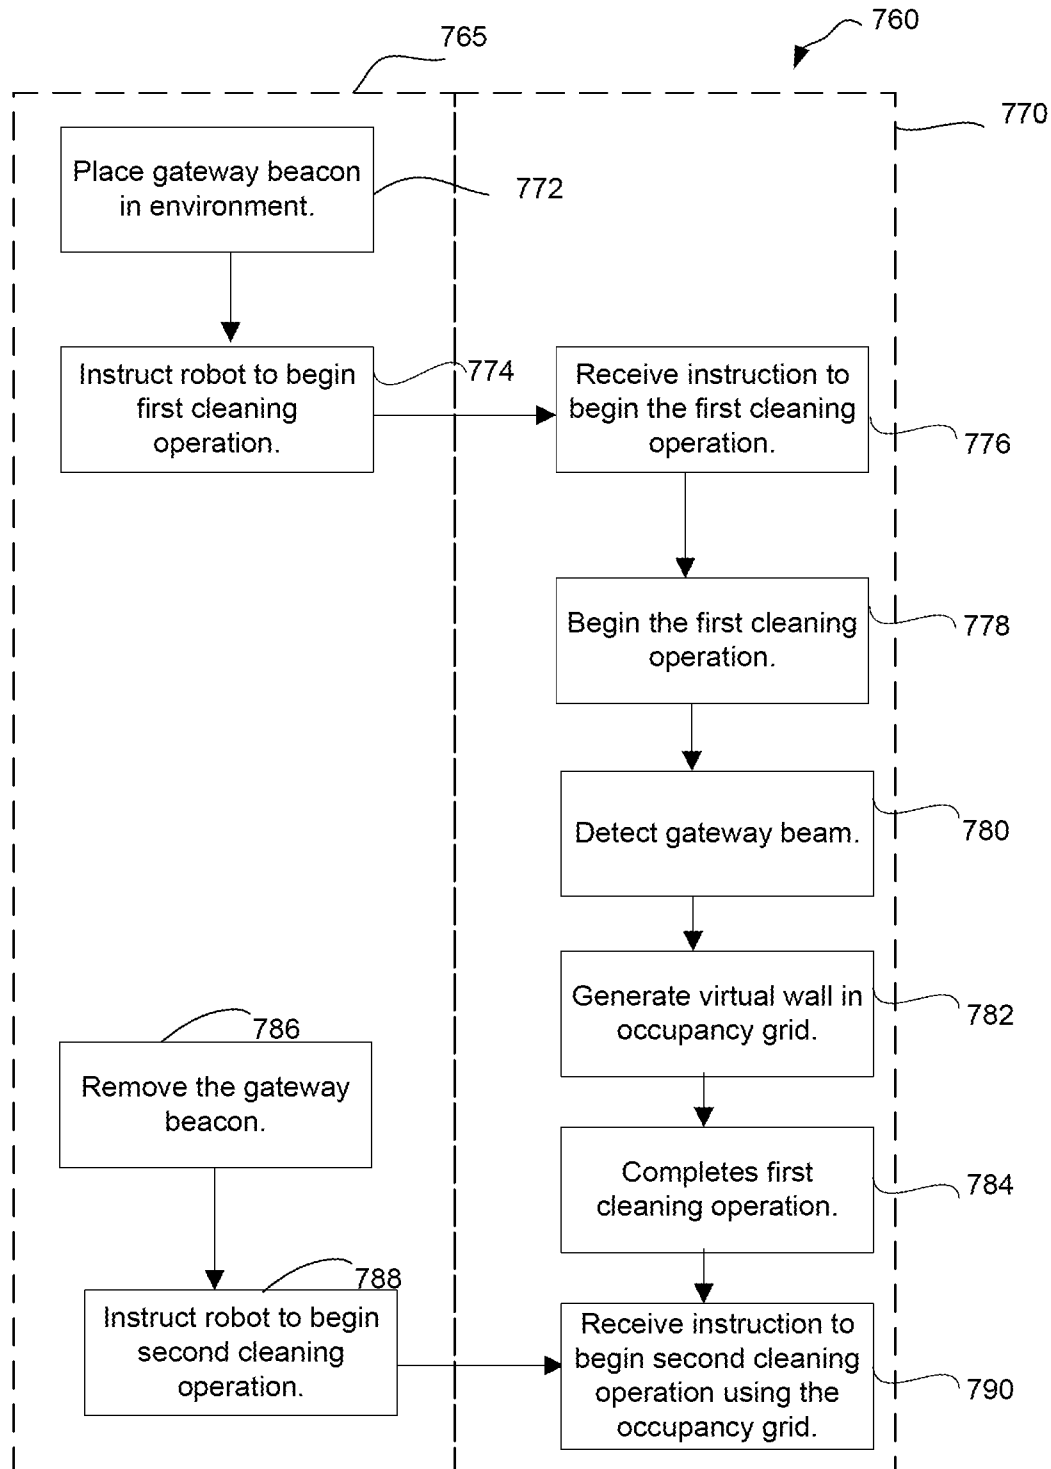 760
765
770
Place gateway beacon
in environment.
772
Instruct robot to begin
first cleaning
operation.
774
Receive instruction to
begin the first cleaning
operation.
776
Begin the first cleaning
operation.
778
Detect gateway beam.
780
Generate virtual wall in
occupancy grid.
782
786
Remove the gateway
beacon.
Completes first
cleaning operation.
784
788
Instruct robot to begin
second cleaning
operation.
Receive instruction to
begin second cleaning
operation using the
occupancy grid.
790